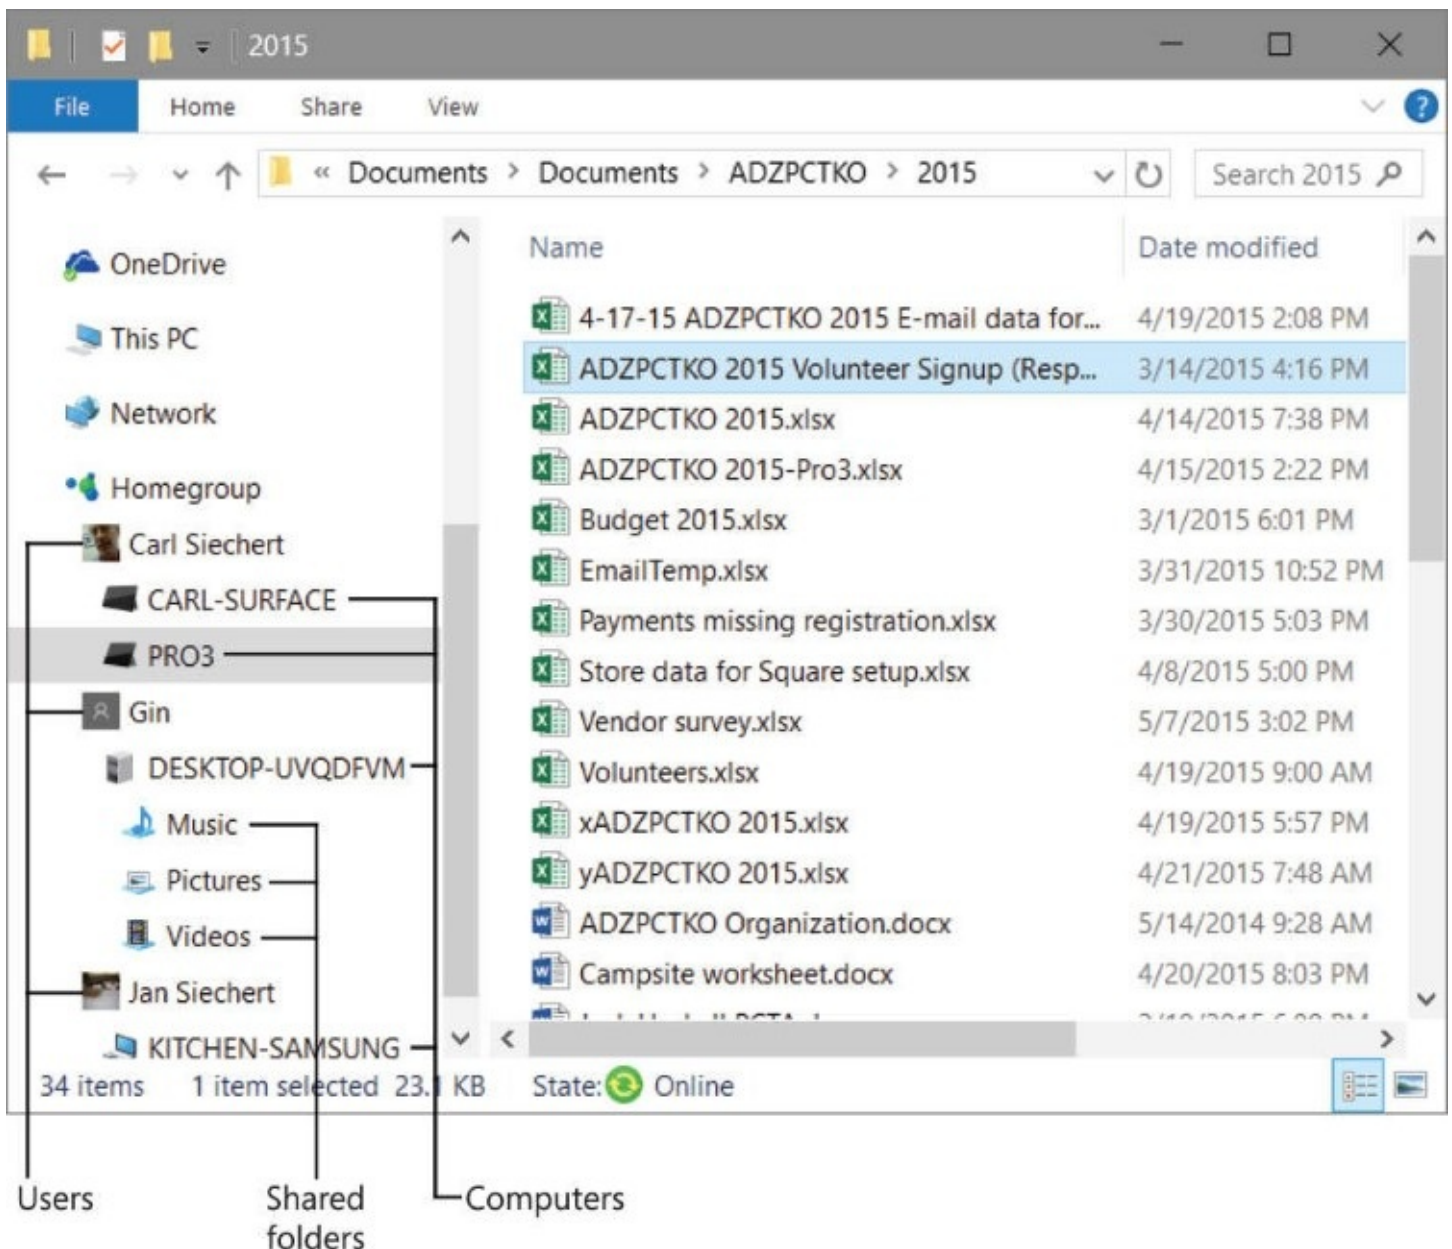 2015
File Home Share View
« Documents > Documents > ADZPCTKO > 2015 Search 2015
OneDrive
This PC
Network
Homegroup
Carl Siechert
CARL-SURFACE
PRO3
Gin
DESKTOP-UVQDFVM
Music
Pictures
Videos
Jan Siechert
KITCHEN-SAMSUNG
Name Date modified
4-17-15 ADZPCTKO 2015 E-mail data for... 4/19/2015 2:08 PM
ADZPCTKO 2015 Volunteer Signup (Resp... 3/14/2015 4:16 PM
ADZPCTKO 2015.xlsx 4/14/2015 7:38 PM
ADZPCTKO 2015-Pro3.xlsx 4/15/2015 2:22 PM
Budget 2015.xlsx 3/1/2015 6:01 PM
EmailTemp.xlsx 3/31/2015 10:52 PM
Payments missing registration.xlsx 3/30/2015 5:03 PM
Store data for Square setup.xlsx 4/8/2015 5:00 PM
Vendor survey.xlsx 5/7/2015 3:02 PM
Volunteers.xlsx 4/19/2015 9:00 AM
xADZPCTKO 2015.xlsx 4/19/2015 5:57 PM
yADZPCTKO 2015.xlsx 4/21/2015 7:48 AM
ADZPCTKO Organization.docx 5/14/2014 9:28 AM
Campsite worksheet.docx 4/20/2015 8:03 PM
34 items 1 item selected 23.1 KB State: Online
Users
Shared
folders
Computers